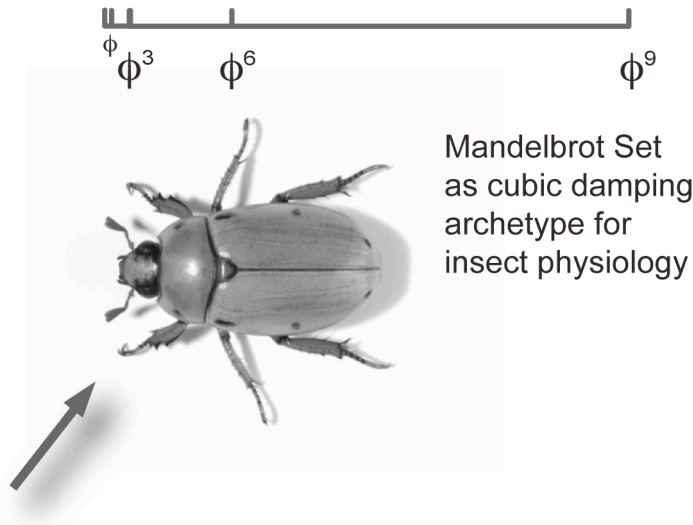 ϕ
ϕ³
ϕ⁶
ϕ⁹
Mandelbrot Set
as cubic damping
archetype for
insect physiology